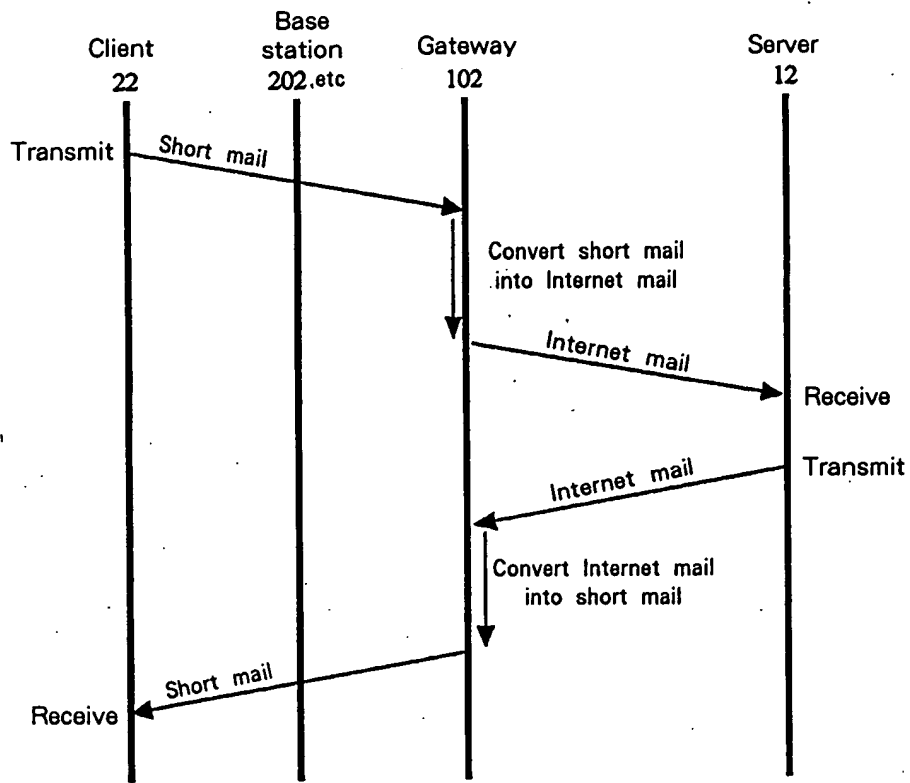 Client
22
Base
station
202,etc
Gateway
102
Server
12
Transmit
Short mail
Convert short mail
into Internet mail
Internet mail
Receive
Transmit
Internet mail
Convert Internet mail
into short mail
Short mail
Receive